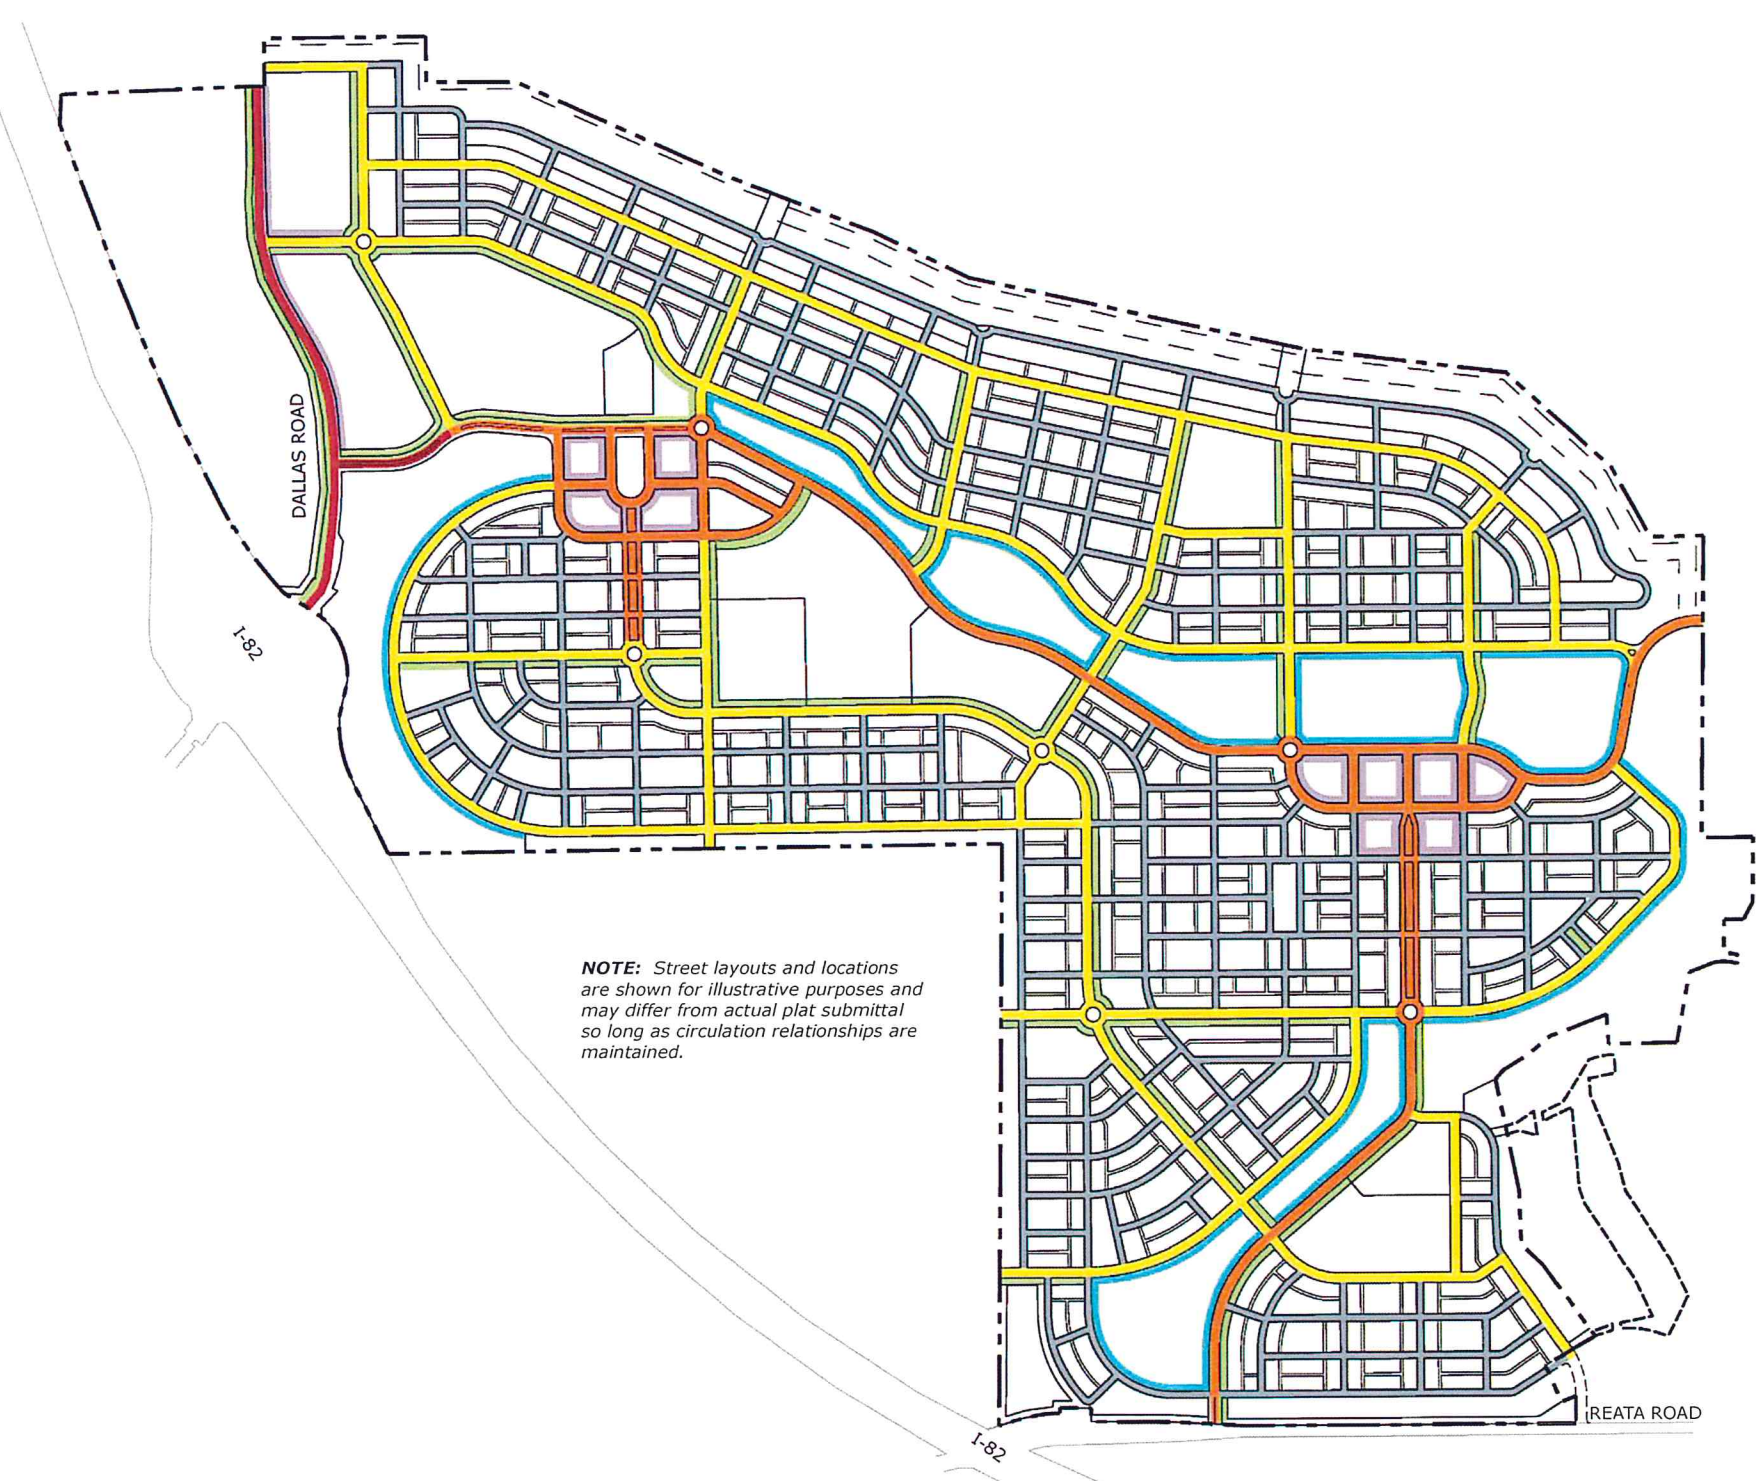 DALLAS ROAD
I-82
NOTE: Street layouts and locations
are shown for illustrative purposes and
may differ from actual plat submittal
so long as circulation relationships are
maintained.
REATA ROAD
I-82